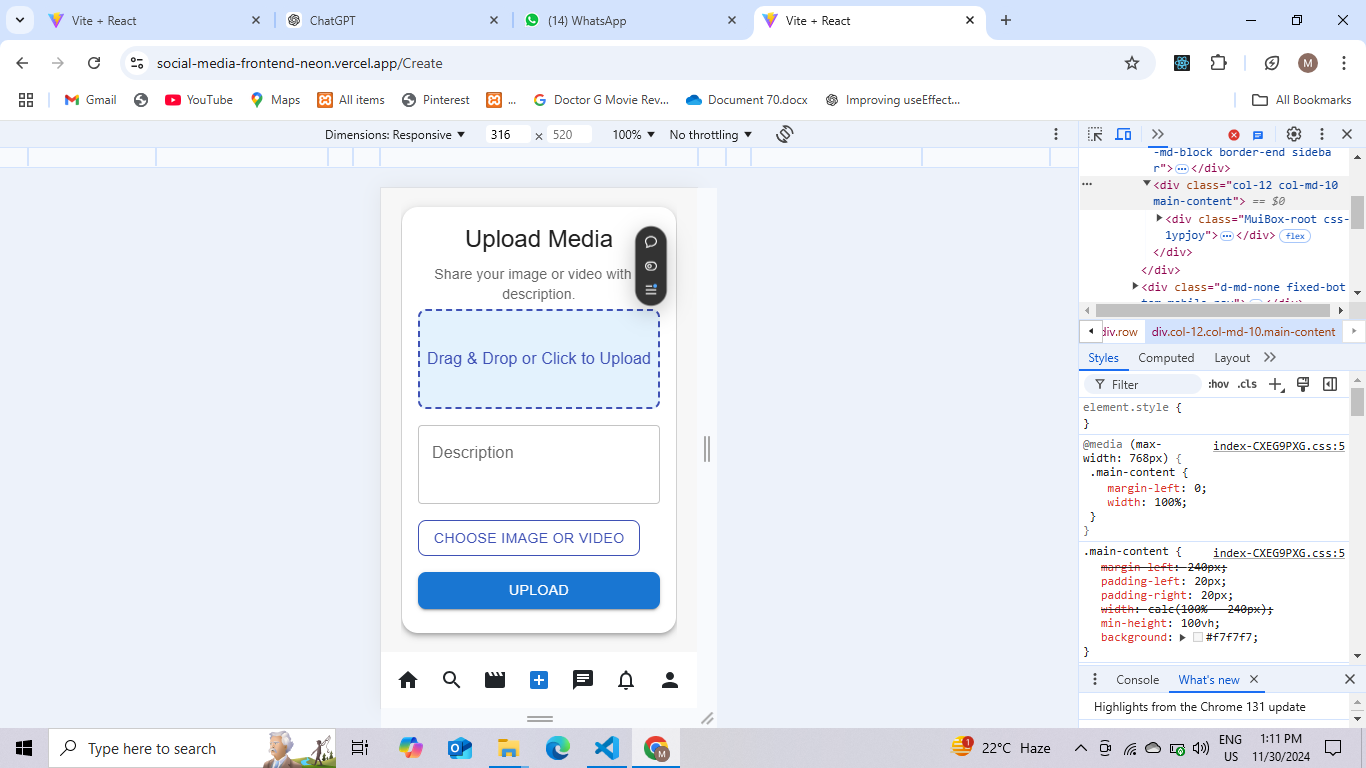 Vite + React
ChatGPT
(14) WhatsApp
Vite + React
social-media-frontend-neon.vercel.app/Create
M
Gmail
YouTube
Maps
All items
Pinterest
...
Doctor G Movie Rev...
Document 70.docx
Improving useEffect...
All Bookmarks
Dimensions: Responsive
316 × 520
100%
No throttling
Upload Media
Share your image or video with
description.
Drag & Drop or Click to Upload
Description
CHOOSE IMAGE OR VIDEO
UPLOAD
-md-block border-end sideba
r">…</div>
<div class="col-12 col-md-10
main-content"> == $0
<div class="MuiBox-root css-
1ypjoy">…</div> flex
</div>
</div>
<div class="d-md-none fixed-bot
div.row
div.col-12.col-md-10.main-content
Styles
Computed
Layout
Filter
:hov
.cls
element.style {
}
@media (max-
width: 768px) {
index-CXEG9PXG.css:5
.main-content {
margin-left: 0;
width: 100%;
}
}
.main-content {
index-CXEG9PXG.css:5
margin-left: 240px;
padding-left: 20px;
padding-right: 20px;
width: calc(100% - 240px);
min-height: 100vh;
background: #f7f7f7;
}
Console
What's new
Highlights from the Chrome 131 update
Type here to search
M
1
22°C Haze
ENG
US
1:11 PM
11/30/2024